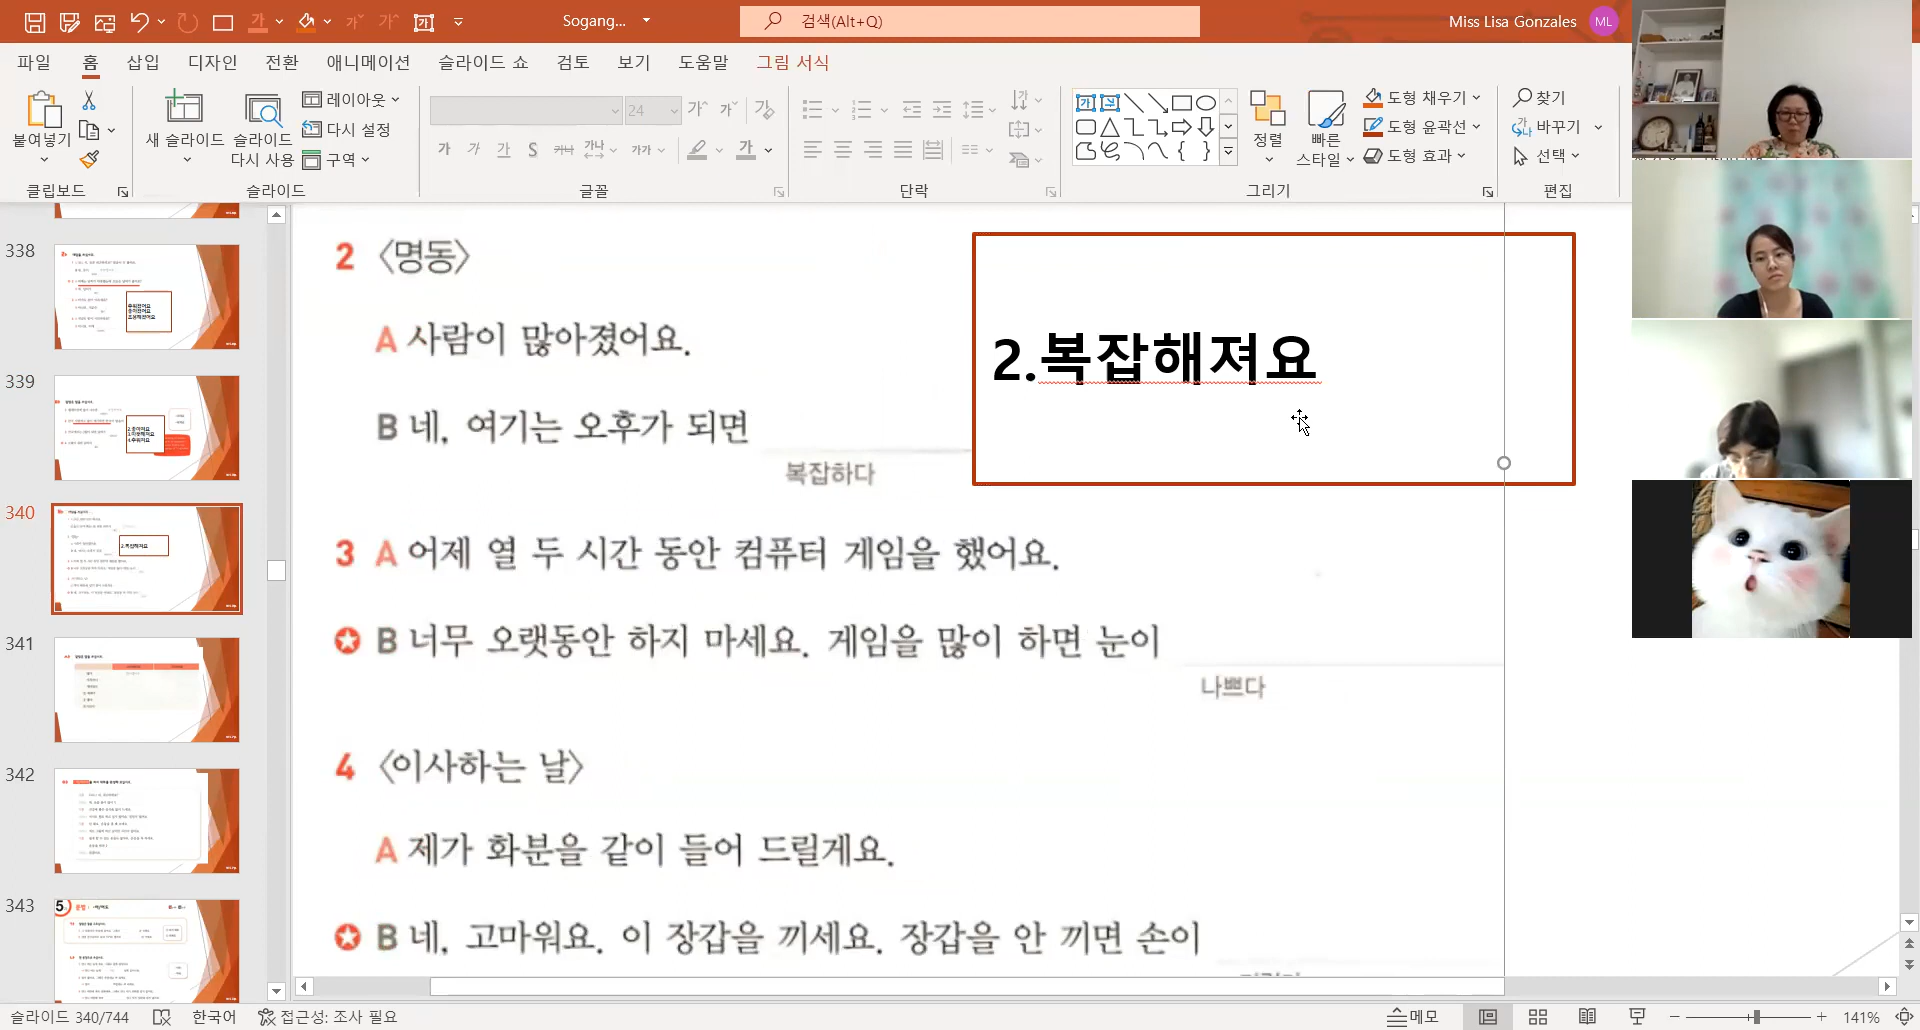 Sogang...
검색(Alt+Q)
Miss Lisa Gonzales
ML
파일 홈 삽입 디자인 전환 애니메이션 슬라이드 쇼 검토 보기 도움말 그림 서식
붙여넣기
클립보드
새 슬라이드
슬라이드 다시 사용
레이아웃
다시 설정
구역
슬라이드
24
글꼴
단락
정렬
빠른 스타일
도형 채우기
도형 윤곽선
도형 효과
그리기
찾기
바꾸기
선택
편집
338
339
340
341
342
343
2 〈명동〉
A 사람이 많아졌어요.
B 네, 여기는 오후가 되면
복잡하다
2.복잡해져요
3 A 어제 열 두 시간 동안 컴퓨터 게임을 했어요.
B 너무 오랫동안 하지 마세요. 게임을 많이 하면 눈이
나쁘다
4 〈이사하는 날〉
A 제가 화분을 같이 들어 드릴게요.
B 네, 고마워요. 이 장갑을 끼세요. 장갑을 안 끼면 손이
슬라이드 340/744
한국어
접근성: 조사 필요
메모
141%